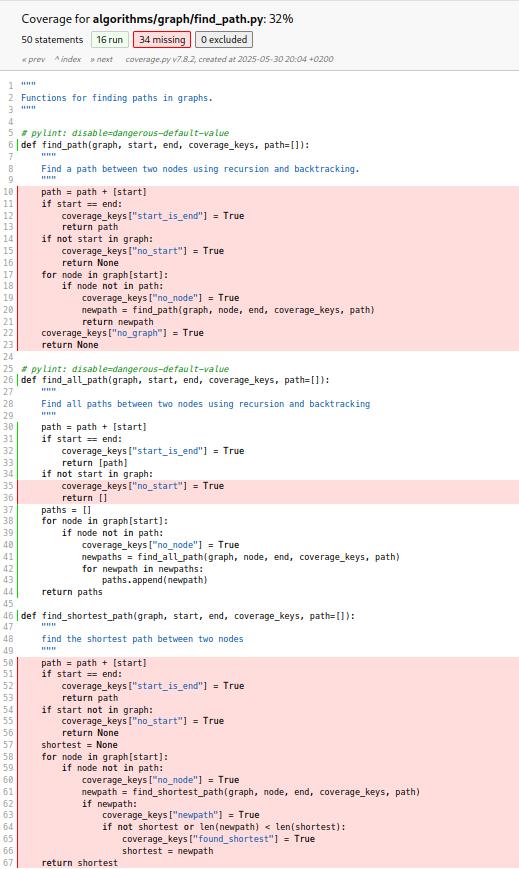 Coverage for algorithms/graph/find_path.py: 32%
50 statements 16 run 34 missing 0 excluded
« prev ^ index » next coverage.py v7.8.2, created at 2025-05-30 20:04 +0200
1 """
2 Functions for finding paths in graphs.
3 """
4
5 # pylint: disable=dangerous-default-value
6 def find_path(graph, start, end, coverage_keys, path=[]):
7     """
8     Find a path between two nodes using recursion and backtracking.
9     """
10     path = path + [start]
11     if start == end:
12         coverage_keys["start_is_end"] = True
13         return path
14     if not start in graph:
15         coverage_keys["no_start"] = True
16         return None
17     for node in graph[start]:
18         if node not in path:
19             coverage_keys["no_node"] = True
20             newpath = find_path(graph, node, end, coverage_keys, path)
21             return newpath
22     coverage_keys["no_graph"] = True
23     return None
24
25 # pylint: disable=dangerous-default-value
26 def find_all_path(graph, start, end, coverage_keys, path=[]):
27     """
28     Find all paths between two nodes using recursion and backtracking
29     """
30     path = path + [start]
31     if start == end:
32         coverage_keys["start_is_end"] = True
33         return [path]
34     if not start in graph:
35         coverage_keys["no_start"] = True
36         return []
37     paths = []
38     for node in graph[start]:
39         if node not in path:
40             coverage_keys["no_node"] = True
41             newpaths = find_all_path(graph, node, end, coverage_keys, path)
42             for newpath in newpaths:
43                 paths.append(newpath)
44     return paths
45
46 def find_shortest_path(graph, start, end, coverage_keys, path=[]):
47     """
48     find the shortest path between two nodes
49     """
50     path = path + [start]
51     if start == end:
52         coverage_keys["start_is_end"] = True
53         return path
54     if start not in graph:
55         coverage_keys["no_start"] = True
56         return None
57     shortest = None
58     for node in graph[start]:
59         if node not in path:
60             coverage_keys["no_node"] = True
61             newpath = find_shortest_path(graph, node, end, coverage_keys, path)
62             if newpath:
63                 coverage_keys["newpath"] = True
64                 if not shortest or len(newpath) < len(shortest):
65                     coverage_keys["found_shortest"] = True
66                     shortest = newpath
67     return shortest